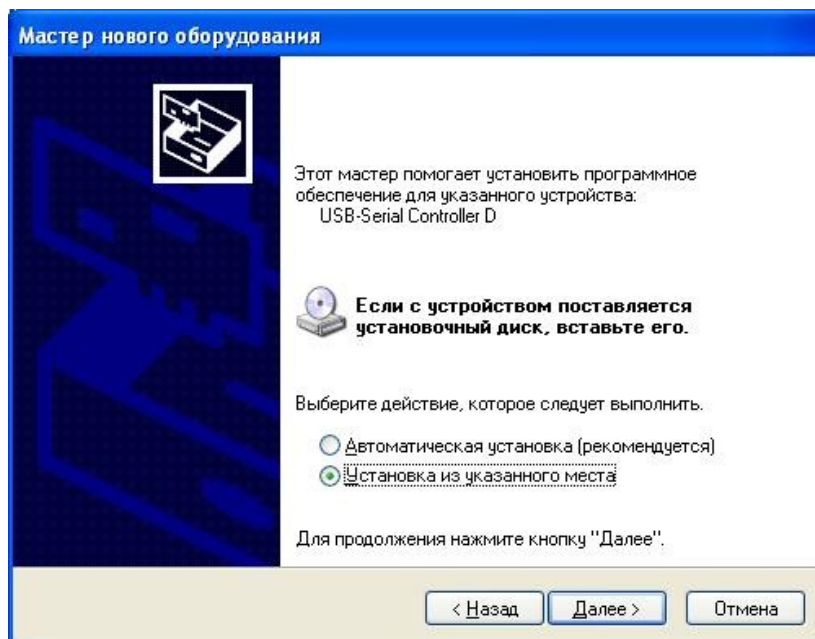 Мастер нового оборудования
Этот мастер помогает установить программное
обеспечение для указанного устройства:
USB-Serial Controller D
Если с устройством поставляется
установочный диск, вставьте его.
Выберите действие, которое следует выполнить.
Автоматическая установка (рекомендуется)
Установка из указанного места
Для продолжения нажмите кнопку "Далее".
< Назад
Далее >
Отмена